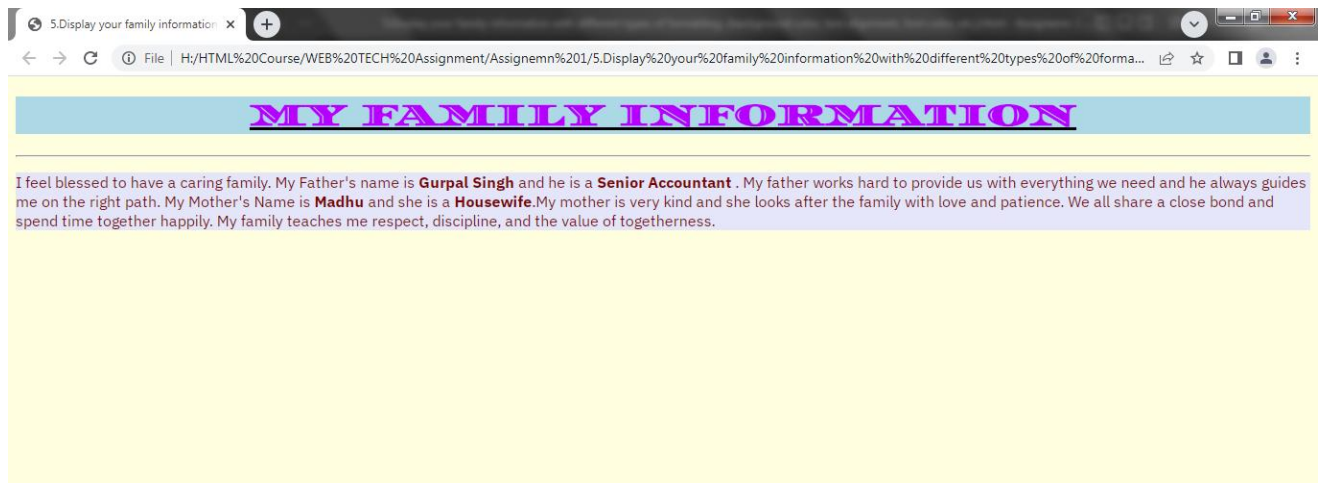 5.Display your family information
File | H:/HTML%20Course/WEB%20TECH%20Assignment/Assignemn%201/5.Display%20your%20family%20information%20with%20different%20types%20of%20forma...
MY FAMILY INFORMATION
I feel blessed to have a caring family. My Father's name is Gurpal Singh and he is a Senior Accountant . My father works hard to provide us with everything we need and he always guides
me on the right path. My Mother's Name is Madhu and she is a Housewife.My mother is very kind and she looks after the family with love and patience. We all share a close bond and
spend time together happily. My family teaches me respect, discipline, and the value of togetherness.